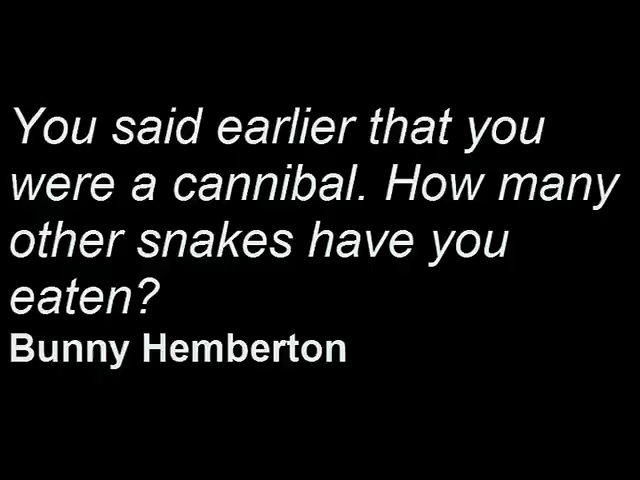 You said earlier that you
were a cannibal. How many
other snakes have you
eaten?
Bunny Hemberton